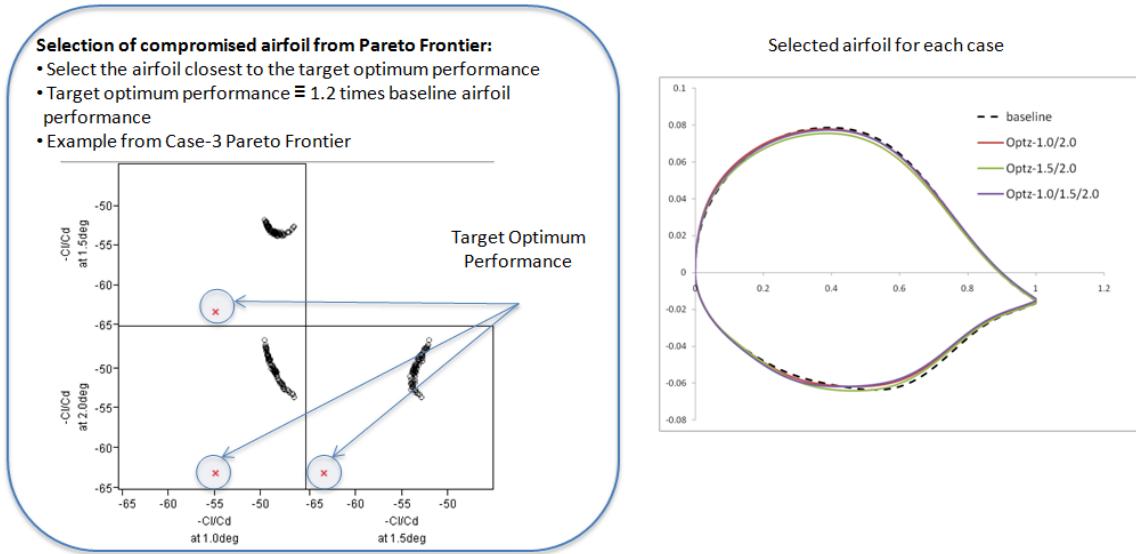 Selection of compromised airfoil from Pareto Frontier:
• Select the airfoil closest to the target optimum performance
• Target optimum performance ≡ 1.2 times baseline airfoil
performance
• Example from Case-3 Pareto Frontier
-50
-55
-60
-65
-Cl/Cd
at 1.5deg
Target Optimum
Performance
-50
-55
-60
-65
-Cl/Cd
at 2.0deg
-65 -60 -55 -50
-65 -60 -55 -50
-Cl/Cd
at 1.0deg
-Cl/Cd
at 1.5deg
Selected airfoil for each case
0.1
0.08
0.06
0.04
0.02
0
-0.02
-0.04
-0.06
-0.08
0 0.2 0.4 0.6 0.8 1 1.2
baseline
Optz-1.0/2.0
Optz-1.5/2.0
Optz-1.0/1.5/2.0